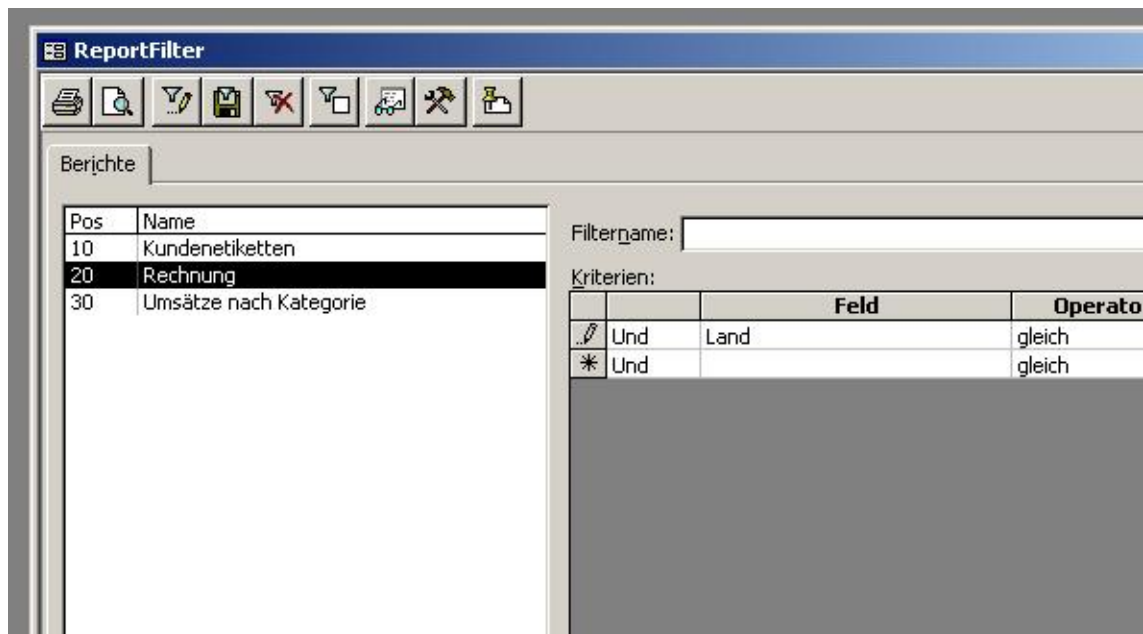 ReportFilter
Berichte
Pos Name
10 Kundenetiketten
20 Rechnung
30 Umsätze nach Kategorie
Filtername:
Kriterien:
Feld Operato
Und Land gleich
Und gleich